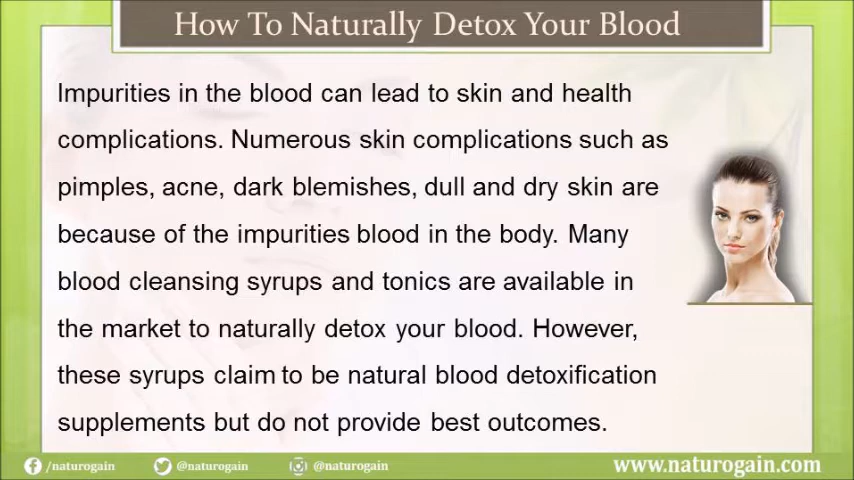 How To Naturally Detox Your Blood
Impurities in the blood can lead to skin and health
complications. Numerous skin complications such as
pimples, acne, dark blemishes, dull and dry skin are
because of the impurities blood in the body. Many
blood cleansing syrups and tonics are available in
the market to naturally detox your blood. However,
these syrups claim to be natural blood detoxification
supplements but do not provide best outcomes.
/naturogain @naturogain @naturogain www.naturogain.com